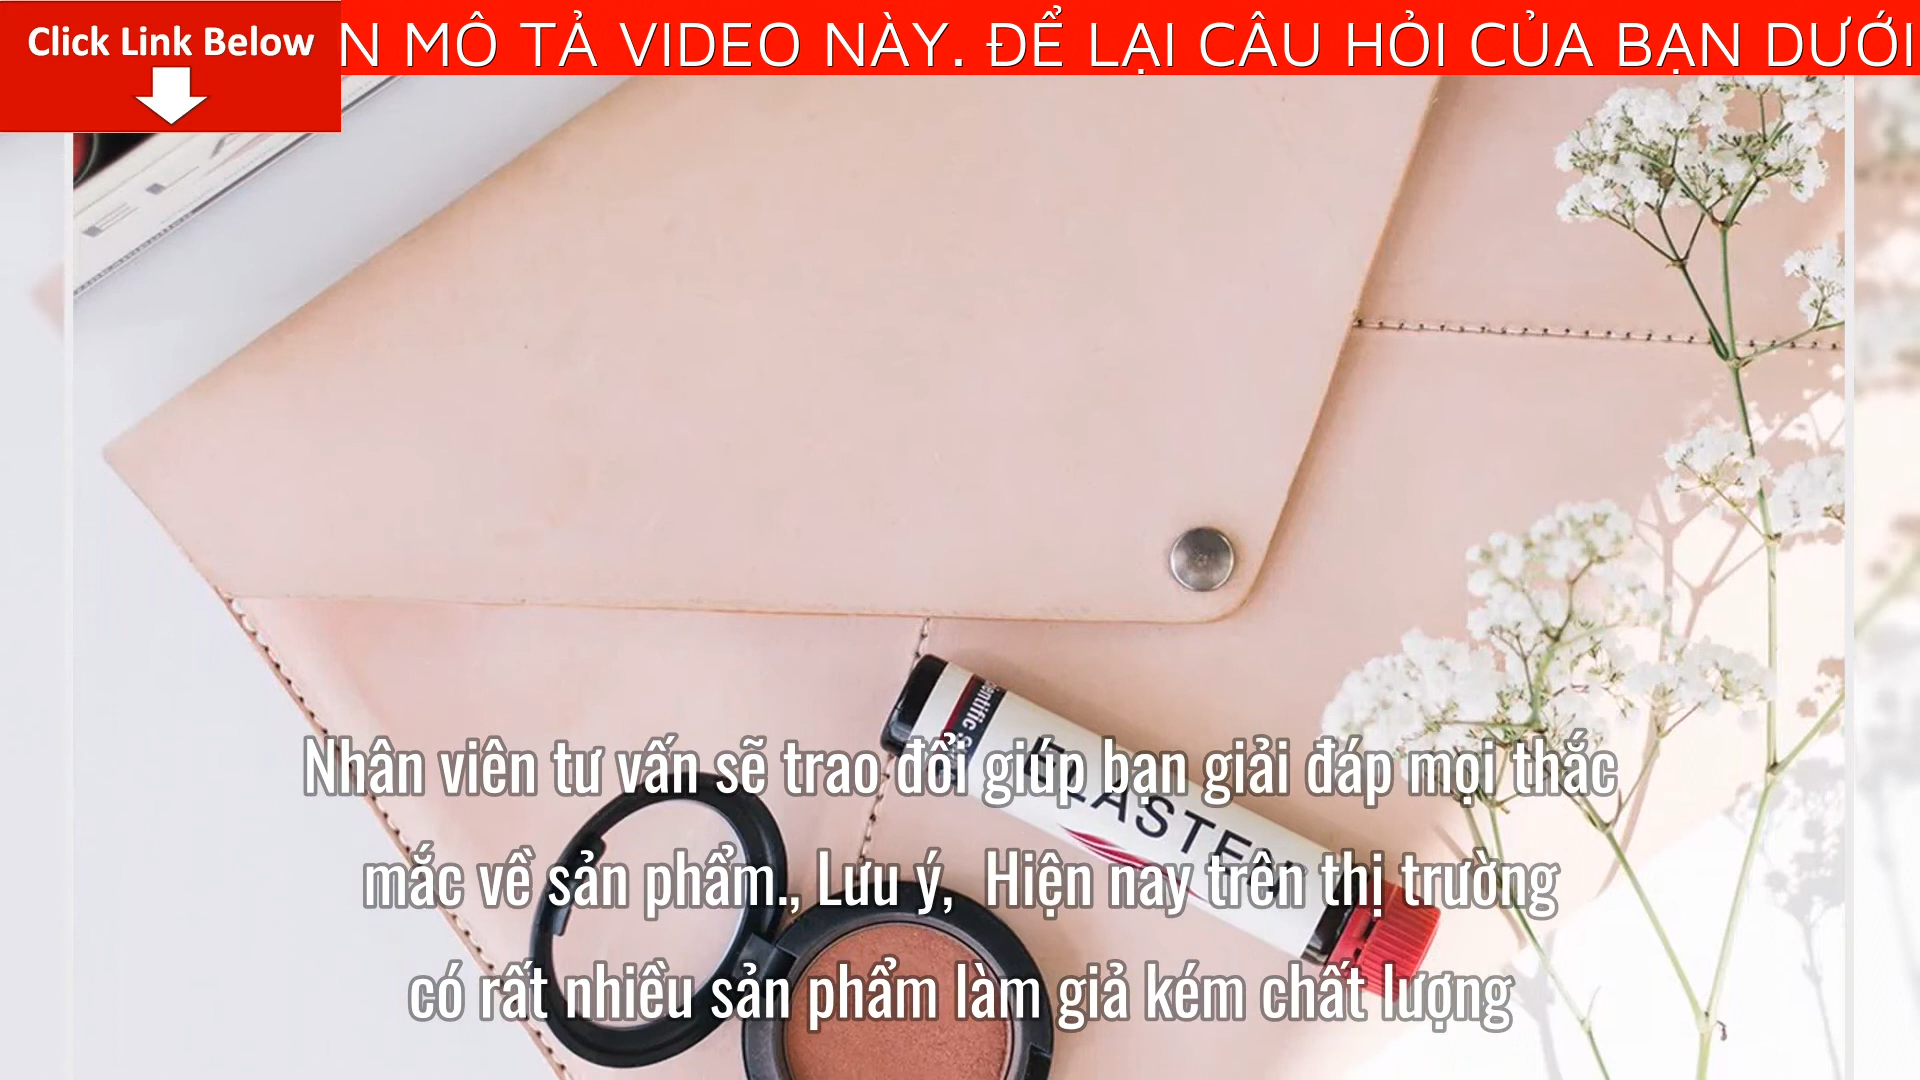 Click Link Below
N MÔ TẢ VIDEO NÀY. ĐỂ LẠI CÂU HỎI CỦA BẠN DƯỚI
ELASTEN
Nhân viên tư vấn sẽ trao đổi giúp bạn giải đáp mọi thắc
mắc về sản phẩm., Lưu ý, Hiện nay trên thị trường
có rất nhiều sản phẩm làm giả kém chất lượng